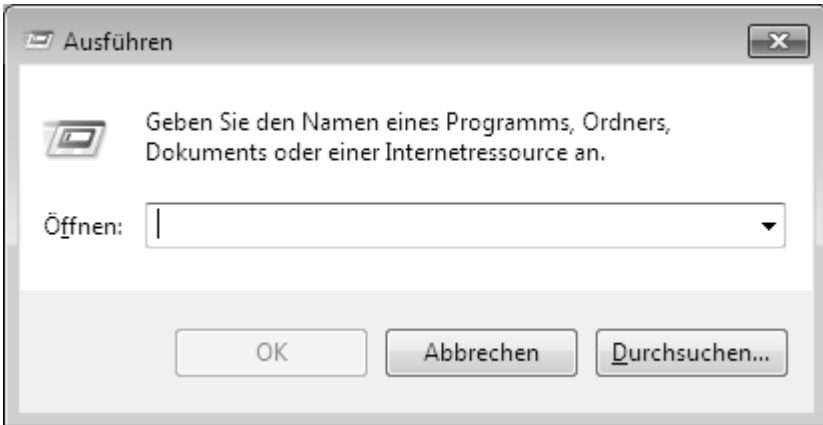 Ausführen
Geben Sie den Namen eines Programms, Ordners,
Dokuments oder einer Internetressource an.
Öffnen:
OK Abbrechen Durchsuchen...